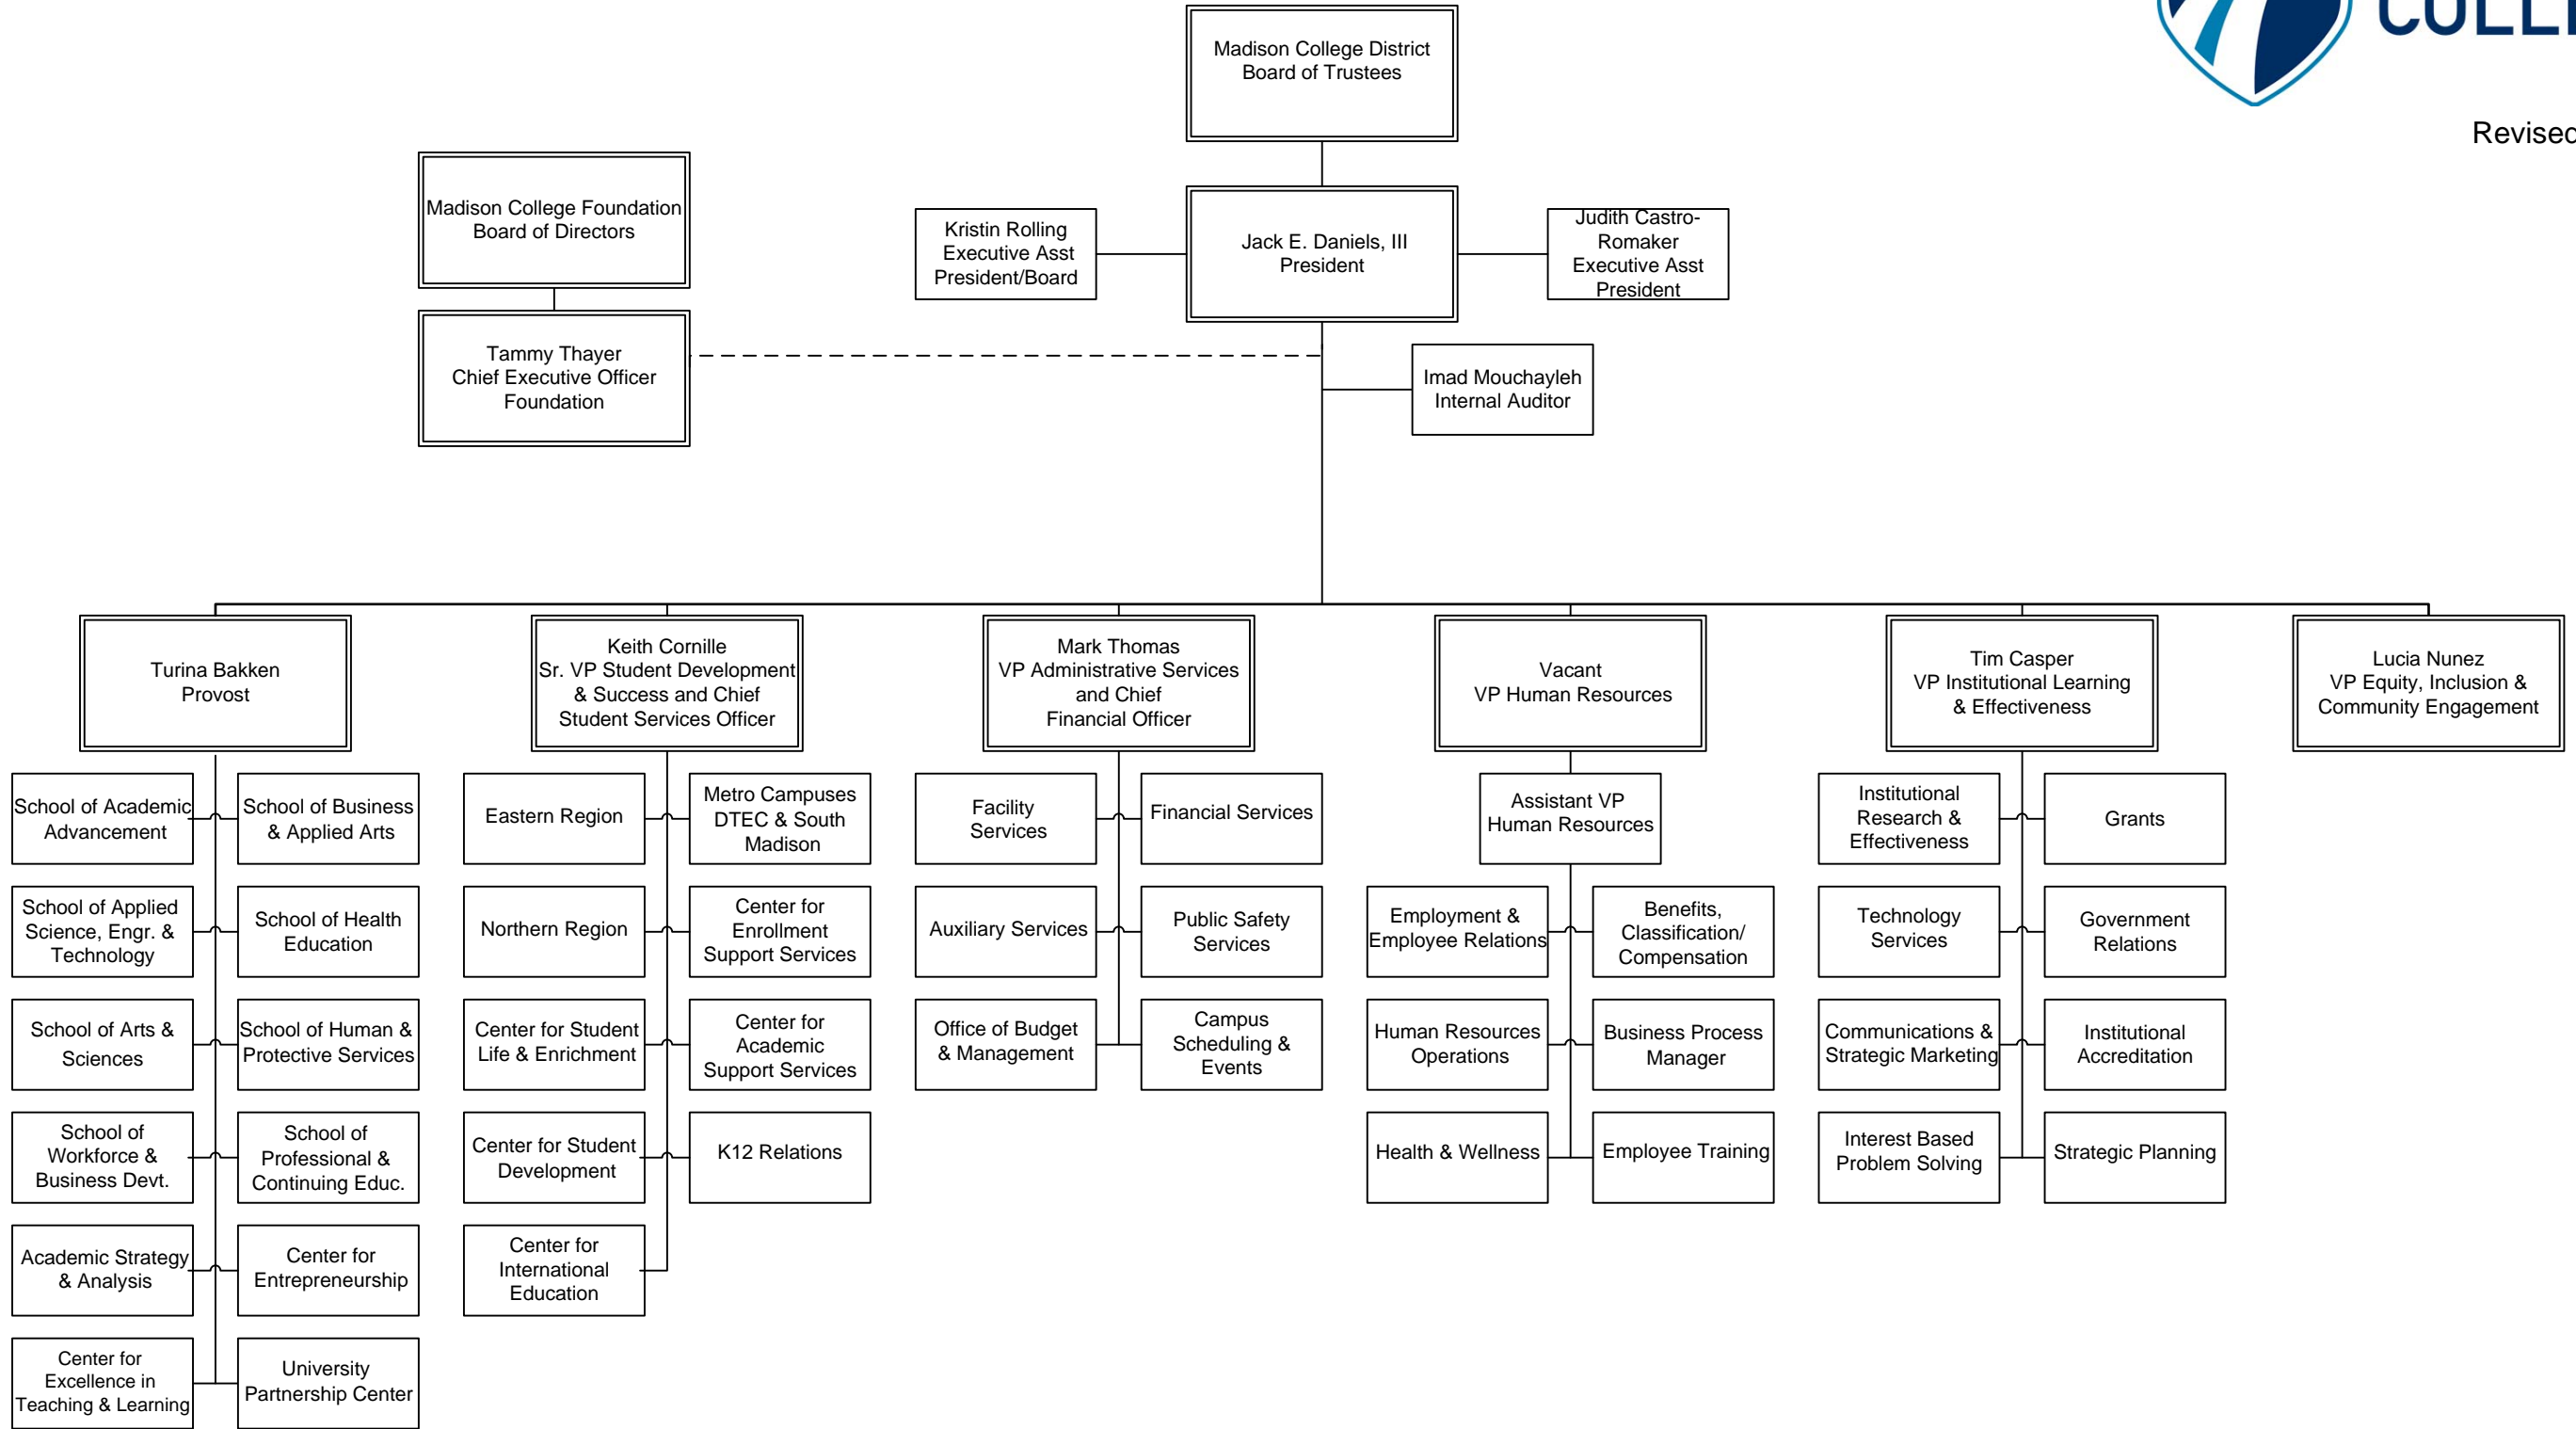 Madison College District
Board of Trustees
Revised
Madison College Foundation
Board of Directors
Kristin Rolling
Executive Asst
President/Board
Jack E. Daniels, III
President
Judith Castro-
Romaker
Executive Asst
President
Tammy Thayer
Chief Executive Officer
Foundation
Imad Mouchayleh
Internal Auditor
Turina Bakken
Provost
Keith Cornille
Sr. VP Student Development
& Success and Chief
Student Services Officer
Mark Thomas
VP Administrative Services
and Chief
Financial Officer
Vacant
VP Human Resources
Tim Casper
VP Institutional Learning
& Effectiveness
Lucia Nunez
VP Equity, Inclusion &
Community Engagement
School of Academic
Advancement
School of Business
& Applied Arts
School of Applied
Science, Engr. &
Technology
School of Health
Education
School of Arts &
Sciences
School of Human &
Protective Services
School of
Workforce &
Business Devt.
School of
Professional &
Continuing Educ.
Academic Strategy
& Analysis
Center for
Entrepreneurship
Center for
Excellence in
Teaching & Learning
University
Partnership Center
Eastern Region
Metro Campuses
DTEC & South
Madison
Northern Region
Center for
Enrollment
Support Services
Center for Student
Life & Enrichment
Center for
Academic
Support Services
Center for Student
Development
K12 Relations
Center for
International
Education
Facility
Services
Financial Services
Auxiliary Services
Public Safety
Services
Office of Budget
& Management
Campus
Scheduling &
Events
Assistant VP
Human Resources
Employment &
Employee Relations
Benefits,
Classification/
Compensation
Human Resources
Operations
Business Process
Manager
Health & Wellness
Employee Training
Institutional
Research &
Effectiveness
Grants
Technology
Services
Government
Relations
Communications &
Strategic Marketing
Institutional
Accreditation
Interest Based
Problem Solving
Strategic Planning